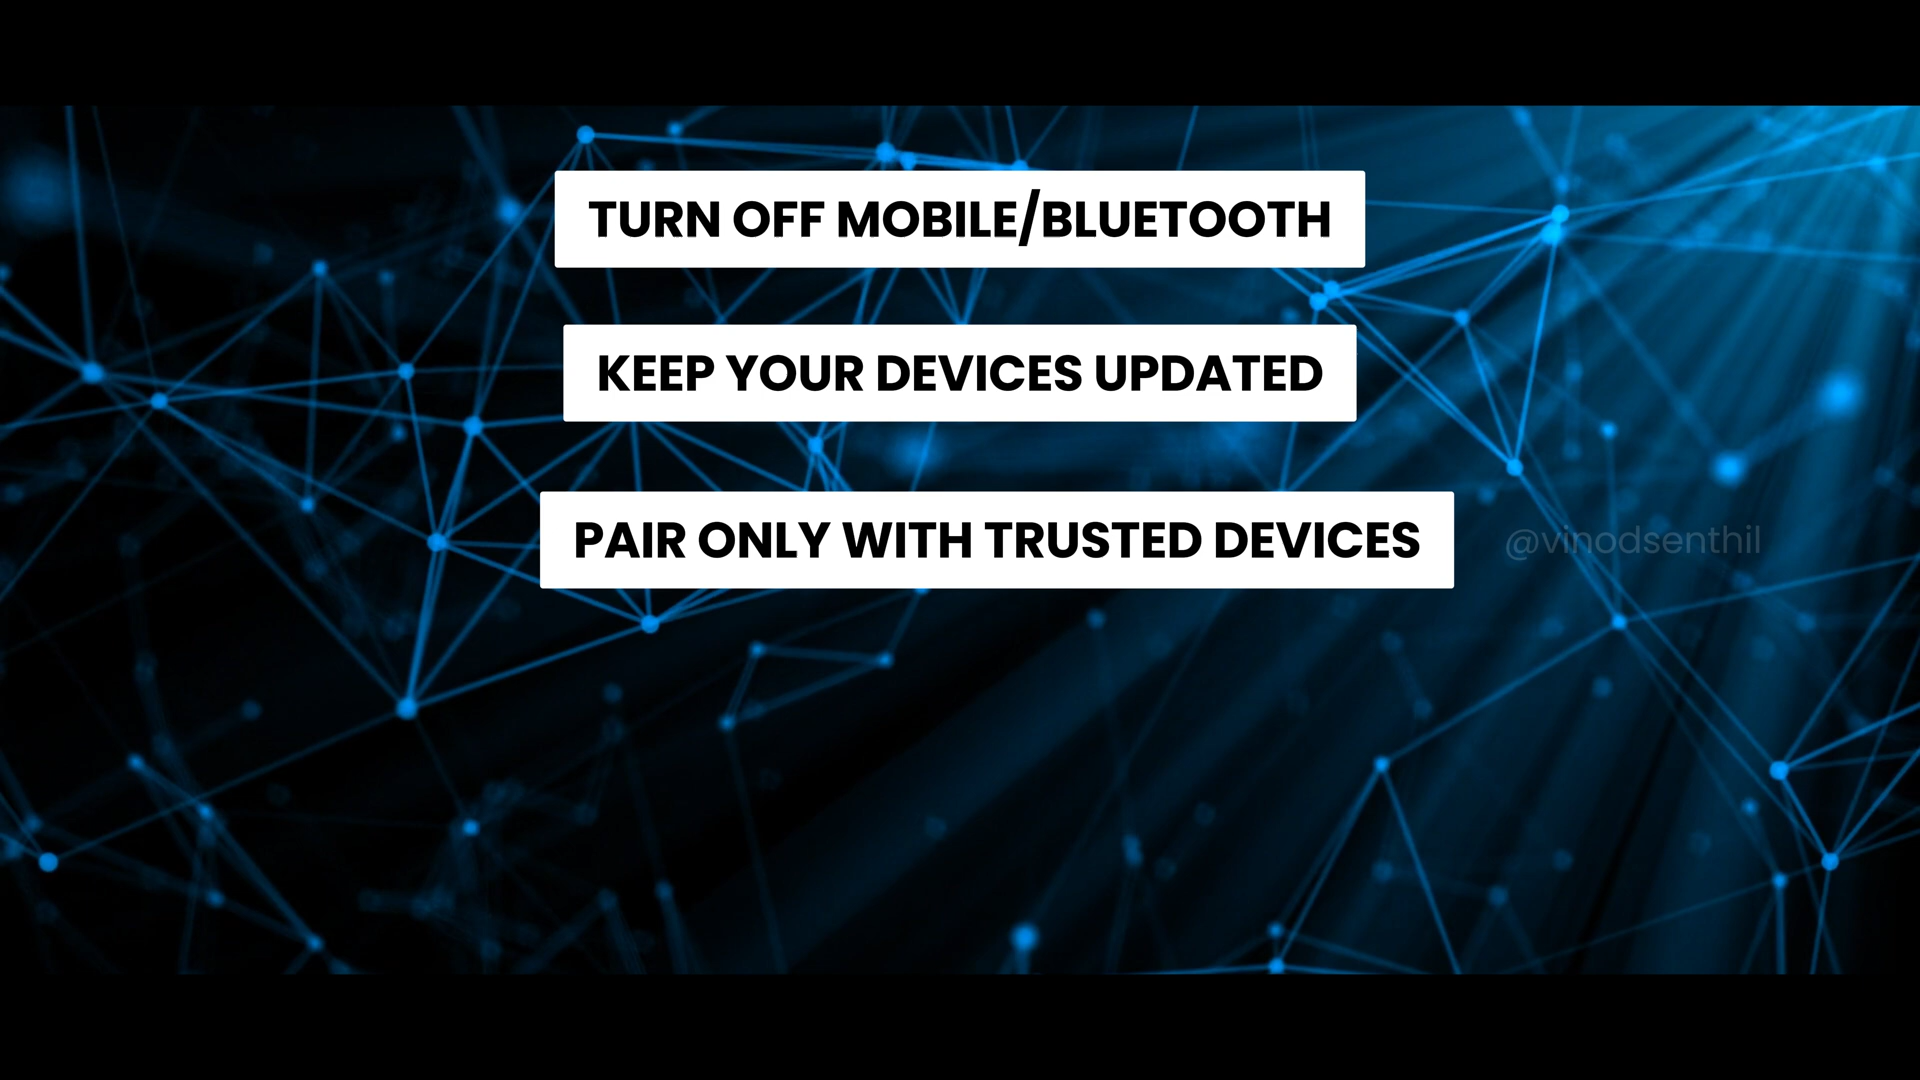 TURN OFF MOBILE/BLUETOOTH
KEEP YOUR DEVICES UPDATED
PAIR ONLY WITH TRUSTED DEVICES
@vinodsenthil